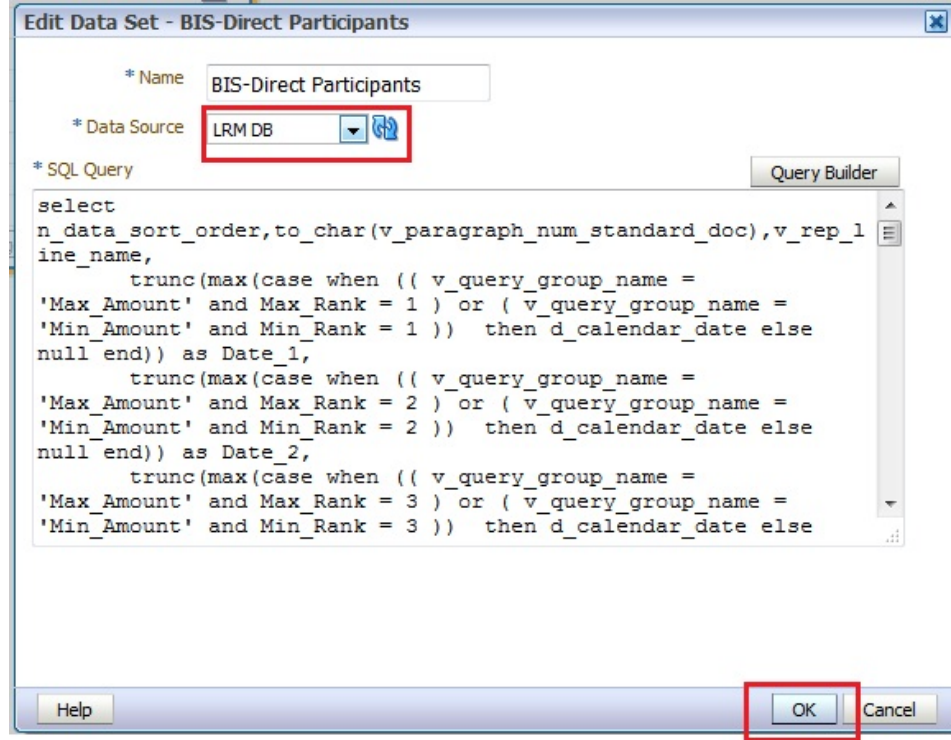 Edit Data Set - BIS-Direct Participants
* Name BIS-Direct Participants
* Data Source LRM DB
* SQL Query Query Builder
select
n_data_sort_order,to_char(v_paragraph_num_standard_doc),v_rep_l
ine_name,
trunc(max(case when (( v_query_group_name =
'Max_Amount' and Max_Rank = 1 ) or ( v_query_group_name =
'Min_Amount' and Min_Rank = 1 ))  then d_calendar_date else
null end)) as Date_1,
trunc(max(case when (( v_query_group_name =
'Max_Amount' and Max_Rank = 2 ) or ( v_query_group_name =
'Min_Amount' and Min_Rank = 2 ))  then d_calendar_date else
null end)) as Date_2,
trunc(max(case when (( v_query_group_name =
'Max_Amount' and Max_Rank = 3 ) or ( v_query_group_name =
'Min_Amount' and Min_Rank = 3 ))  then d_calendar_date else
Help OK Cancel